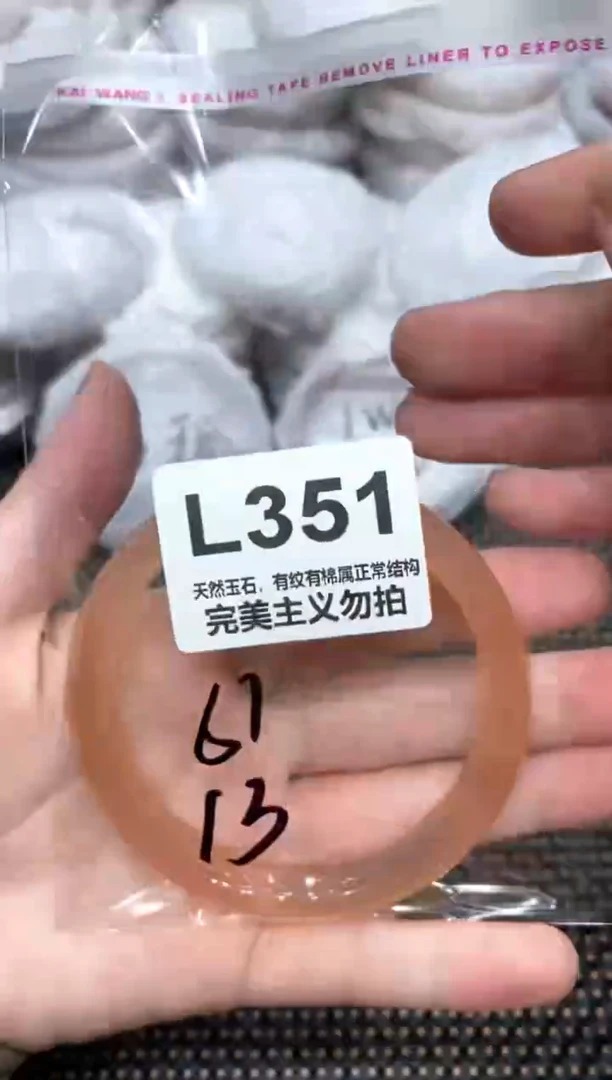 SEALING TAPE REMOVE LINER TO EXPOSE
L351
天然玉石，有纹有棉属正常结构
完美主义勿拍
61
13